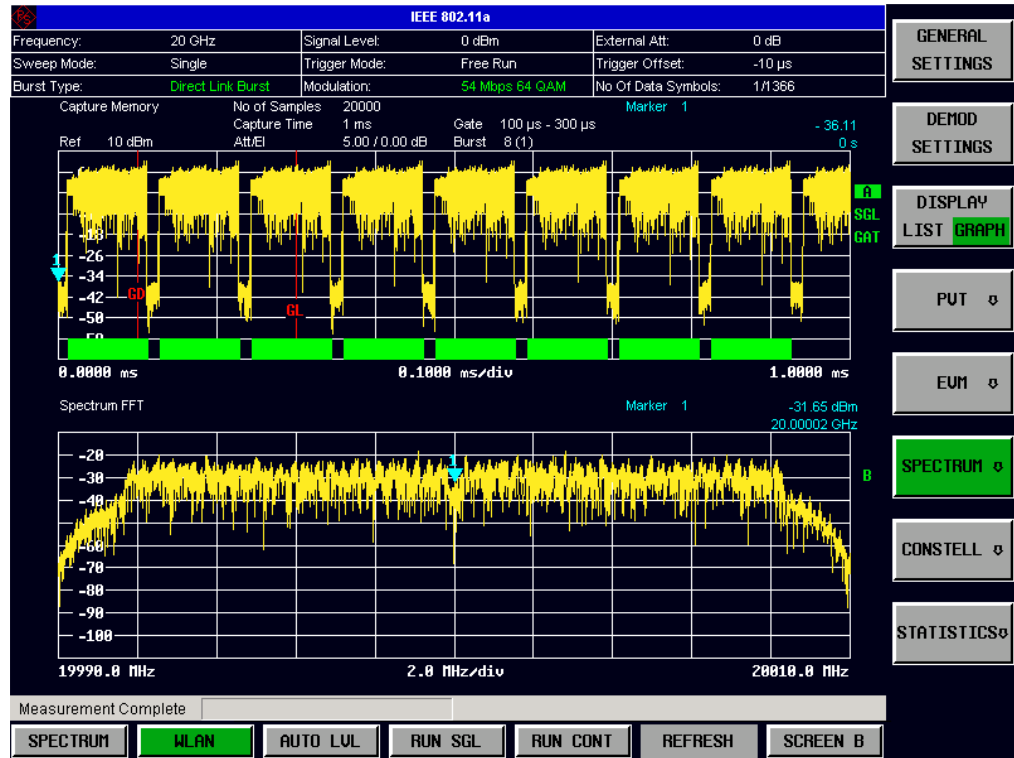 IEEE 802.11a
Frequency: 20 GHz Signal Level: 0 dBm External Att: 0 dB
Sweep Mode: Single Trigger Mode: Free Run Trigger Offset: -10 µs
Burst Type: Direct Link Burst Modulation: 54 Mbps 64 QAM No Of Data Symbols: 1/1366
Capture Memory No of Samples 20000 Marker 1
Capture Time 1 ms Gate 100 µs - 300 µs - 36.11
Ref 10 dBm Att/El 5.00 / 0.00 dB Burst 8 (1) 0 s
A
SGL
-18 GAT
-26
1
-34
-42 GD
GL
-50
0.0000 ms 0.1000 ms/div 1.0000 ms
Spectrum FFT Marker 1 -31.65 dBm
20.00002 GHz
-20
1
-30 B
-40
-60
-70
-80
-90
-100
19990.0 MHz 2.0 MHz/div 20010.0 MHz
Measurement Complete
SPECTRUM WLAN AUTO LVL RUN SGL RUN CONT REFRESH SCREEN B
GENERAL
SETTINGS
DEMOD
SETTINGS
DISPLAY
LIST GRAPH
PVT
EVM
SPECTRUM
CONSTELL
STATISTICS